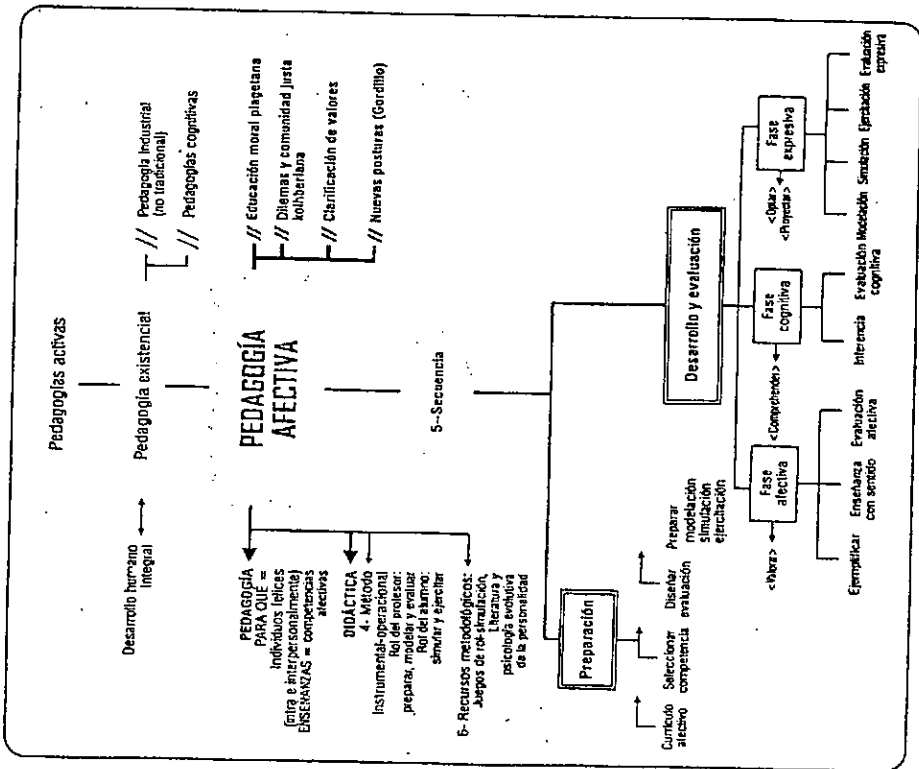 Pedagogías activas
Desarrollo humano
Integral
Pedagogía existencial
// Pedagogía Industrial
(no tradicional)
// Pedagogías cognitivas
PEDAGOGÍA
AFECTIVA
// Educación moral piagetana
// Dilemas y comunidad justa
kolhberiana
// Clarificación de valores
// Nuevas posturas (Gordillo)
PEDAGOGÍA
PARA QUE =
Individuos felices
(intra e interpersonalmente)
ENSEÑANZAS = competencias
afectivas
DIDÁCTICA
4- Método
Instrumental-operacional
Rol del profesor:
preparar, modelar y evaluar
Rol del alumno:
simular y ejercitar
6- Recursos metodológicos:
Juegos de rol-simulación,
Literatura y
psicología evolutiva
de la personalidad
5--Secuencia
Preparación
Currículo
afectivo
Seleccionar
competencia
Diseñar
evaluación
Preparar
modelación
simulación
ejercitación
Desarrollo y evaluación
<Valorar>
Fase
afectiva
<Comprehender>
Fase
cognitiva
<Optar>
<Proyectar>
Fase
expresiva
Ejemplificar
Enseñanza
con sentido
Evaluación
afectiva
Inferencia
Evaluación
cognitiva
Modelación
Simulación
Ejercitación
Evaluación
expresiva